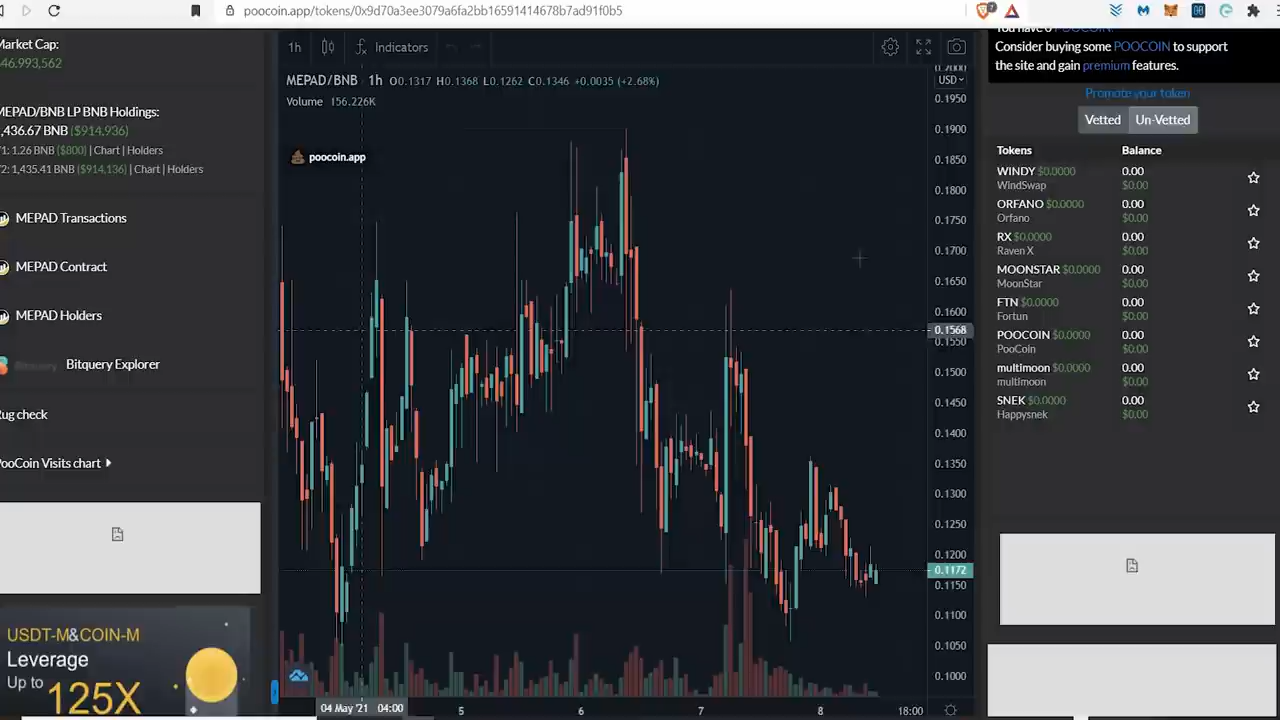 poocoin.app/tokens/0x9d70a3ee3079a6fa2bb16591414678b7ad91f0b5
Market Cap:
46,993,562
MEPAD/BNB LP BNB Holdings:
,436.67 BNB ($914,936)
1: 1.26 BNB ($800) | Chart | Holders
2: 1,435.41 BNB ($914,136) | Chart | Holders
MEPAD Transactions
MEPAD Contract
MEPAD Holders
Bitquery Explorer
Rug check
PooCoin Visits chart
USDT-M&COIN-M
Leverage
Up to 125X
1h
Indicators
MEPAD/BNB 1h O0.1317 H0.1368 L0.1262 C0.1346 +0.0035 (+2.68%)
Volume 156.226K
poocoin.app
0.2000
USD
0.1950
0.1900
0.1850
0.1800
0.1750
0.1700
0.1650
0.1600
0.1568
0.1550
0.1500
0.1450
0.1400
0.1350
0.1300
0.1250
0.1200
0.1172
0.1150
0.1100
0.1050
0.1000
04 May '21 04:00
5
6
7
8
18:00
You have 0 POOCOIN.
Consider buying some POOCOIN to support
the site and gain premium features.
Promote your token
Vetted
Un-Vetted
Tokens Balance
WINDY $0.0000 0.00
WindSwap $0.00
ORFANO $0.0000 0.00
Orfano $0.00
RX $0.0000 0.00
Raven X $0.00
MOONSTAR $0.0000 0.00
MoonStar $0.00
FTN $0.0000 0.00
Fortun $0.00
POOCOIN $0.0000 0.00
PooCoin $0.00
multimoon $0.0000 0.00
multimoon $0.00
SNEK $0.0000 0.00
Happysnek $0.00